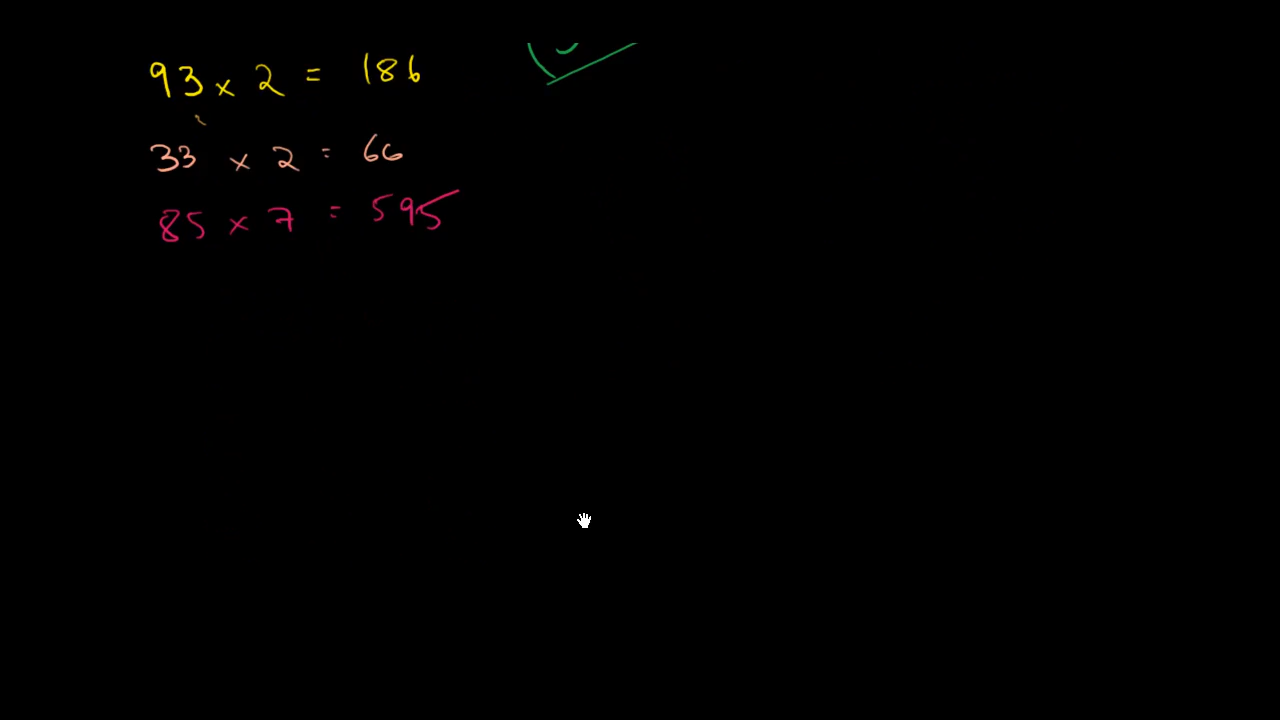 93 x 2 = 186
33 x 2 = 66
85 x 7 = 595